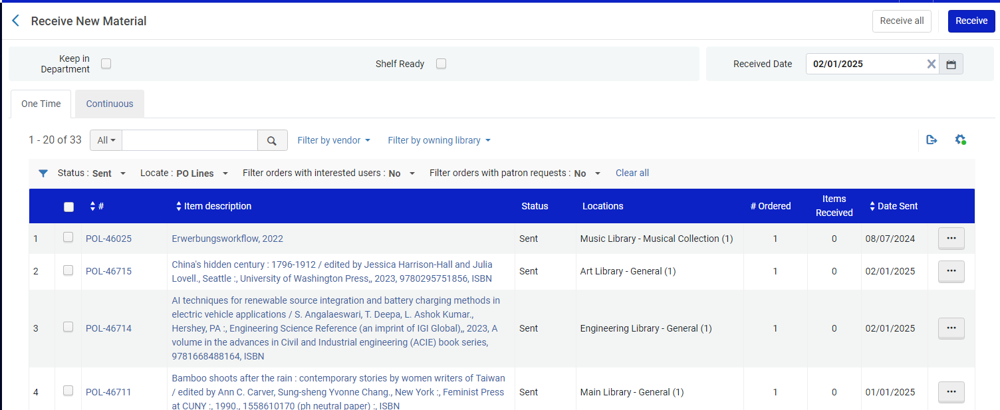 Receive New Material
Receive all
Receive
Keep in
Department
Shelf Ready
Received Date
02/01/2025
One Time
Continuous
1 - 20 of 33
All
Filter by vendor
Filter by owning library
Status : Sent
Locate : PO Lines
Filter orders with interested users : No
Filter orders with patron requests : No
Clear all
# Item description Status Locations # Ordered Items Received Date Sent
1 POL-46025 Erwerbungsworkflow, 2022 Sent Music Library - Musical Collection (1) 1 0 08/07/2024 ...
China's hidden century : 1796-1912 / edited by Jessica Harrison-Hall and Julia
2 POL-46715 Lovell., Seattle :, University of Washington Press,, 2023, 9780295751856, ISBN Sent Art Library - General (1) 1 0 02/01/2025 ...
AI techniques for renewable source integration and battery charging methods in
electric vehicle applications / S. Angalaeswari, T. Deepa, L. Ashok Kumar.,
3 POL-46714 Hershey, PA :, Engineering Science Reference (an imprint of IGI Global),, 2023, A Sent Engineering Library - General (1) 1 0 02/01/2025 ...
volume in the advances in Civil and Industrial engineering (ACIE) book series,
9781668488164, ISBN
Bamboo shoots after the rain : contemporary stories by women writers of Taiwan
4 POL-46711 / edited by Ann C. Carver, Sung-sheng Yvonne Chang., New York :, Feminist Press Sent Main Library - General (1) 1 0 01/01/2025 ...
at CUNY :, 1990., 1558610170 (ph neutral paper) :, ISBN